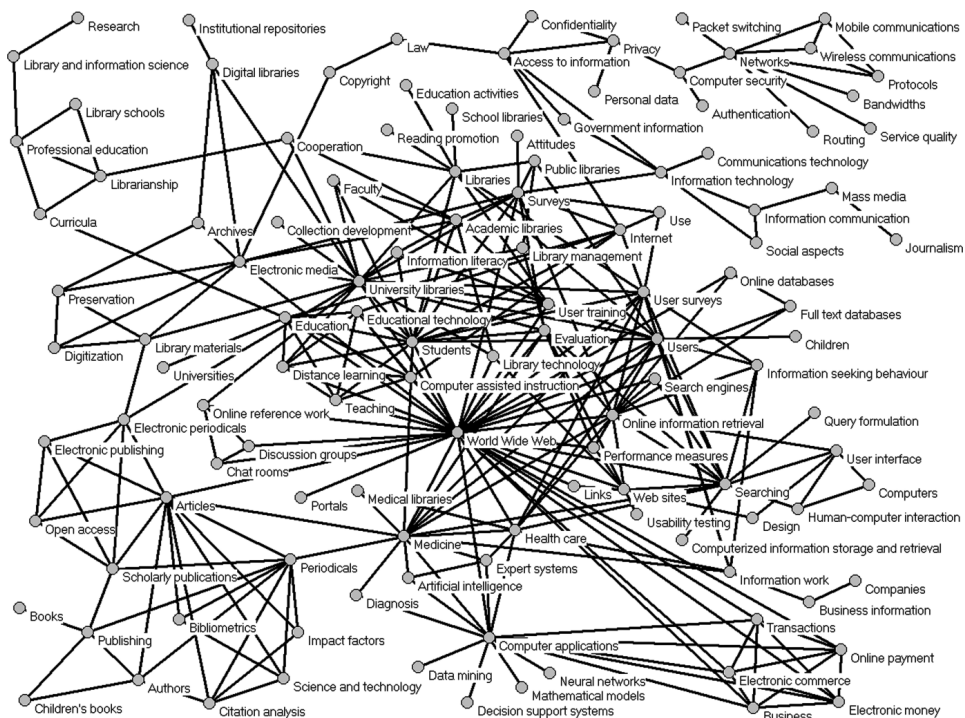 Research
Institutional repositories
Confidentiality
Packet switching
Mobile communications
Law
Privacy
Library and information science
Digital libraries
Access to information
Networks
Wireless communications
Copyright
Computer security
Protocols
Education activities
Personal data
Bandwidths
Library schools
School libraries
Authentication
Government information
Service quality
Reading promotion
Attitudes
Routing
Professional education
Cooperation
Communications technology
Librarianship
Libraries
Public libraries
Information technology
Faculty
Surveys
Mass media
Curricula
Archives
Collection development
Academic libraries
Use
Information communication
Internet
Journalism
Electronic media
Information literacy
Library management
Social aspects
Preservation
University libraries
User surveys
Online databases
Education
Educational technology
User training
Full text databases
Digitization
Library materials
Students
Evaluation
Users
Children
Universities
Distance learning
Library technology
Information seeking behaviour
Computer assisted instruction
Search engines
Online reference work
Teaching
Online information retrieval
Query formulation
Electronic periodicals
World Wide Web
Electronic publishing
Discussion groups
Performance measures
User interface
Chat rooms
Medical libraries
Links
Web sites
Searching
Computers
Portals
Articles
Usability testing
Design
Human-computer interaction
Open access
Medicine
Health care
Computerized information storage and retrieval
Scholarly publications
Periodicals
Expert systems
Artificial intelligence
Information work
Companies
Diagnosis
Business information
Books
Bibliometrics
Transactions
Publishing
Impact factors
Computer applications
Online payment
Data mining
Neural networks
Electronic commerce
Authors
Science and technology
Mathematical models
Children's books
Citation analysis
Decision support systems
Business
Electronic money